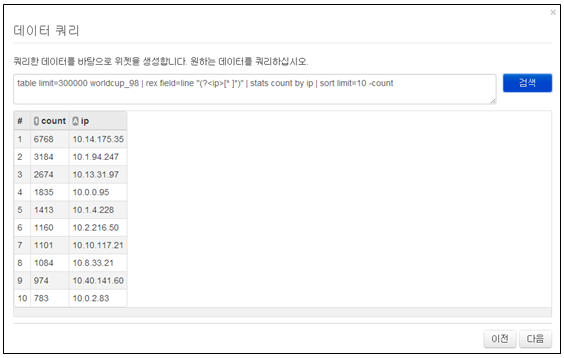 데이터 쿼리
쿼리한 데이터를 바탕으로 위젯을 생성합니다. 원하는 데이터를 쿼리하십시오.
table limit=300000 worldcup_98 | rex field=line "(?<ip>[^ ]*)" | stats count by ip | sort limit=10 -count
검색
# count ip
1 6768 10.14.175.35
2 3184 10.1.94.247
3 2674 10.13.31.97
4 1835 10.0.0.95
5 1413 10.1.4.228
6 1160 10.2.216.50
7 1101 10.10.117.21
8 1084 10.8.33.21
9 974 10.40.141.60
10 783 10.0.2.83
이전 다음